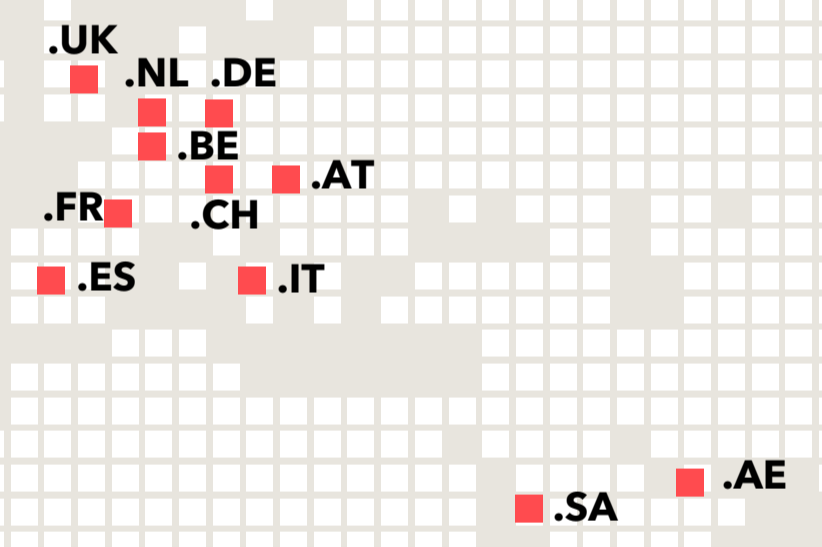 .UK
.NL .DE
.BE
.AT
.FR
.CH
.ES
.IT
.AE
.SA